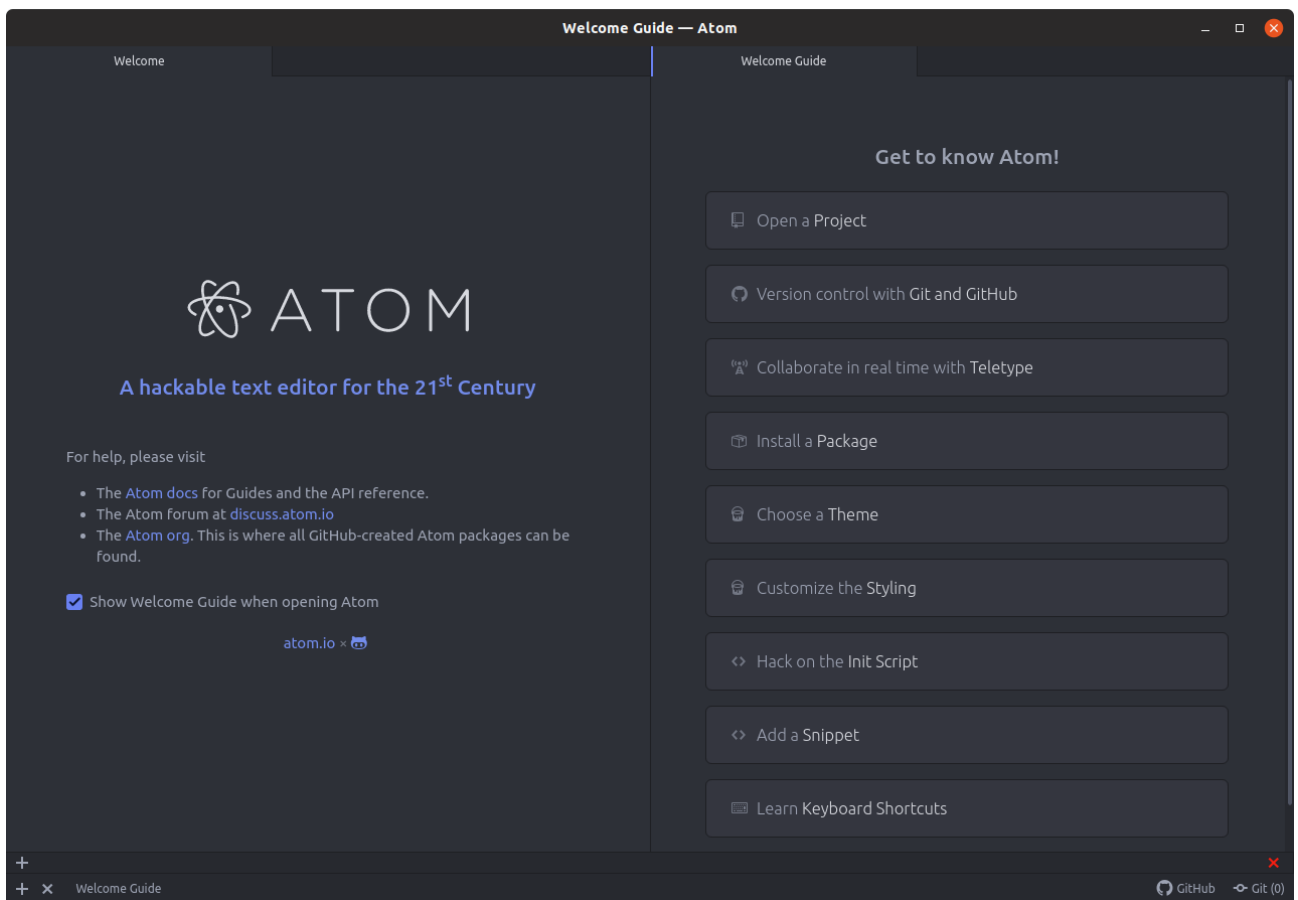 Welcome Guide — Atom
Welcome
Welcome Guide
ATOM
A hackable text editor for the 21st Century
For help, please visit
• The Atom docs for Guides and the API reference.
• The Atom forum at discuss.atom.io
• The Atom org. This is where all GitHub-created Atom packages can be
found.
Show Welcome Guide when opening Atom
atom.io ×
Get to know Atom!
Open a Project
Version control with Git and GitHub
Collaborate in real time with Teletype
Install a Package
Choose a Theme
Customize the Styling
Hack on the Init Script
Add a Snippet
Learn Keyboard Shortcuts
Welcome Guide
GitHub
Git (0)